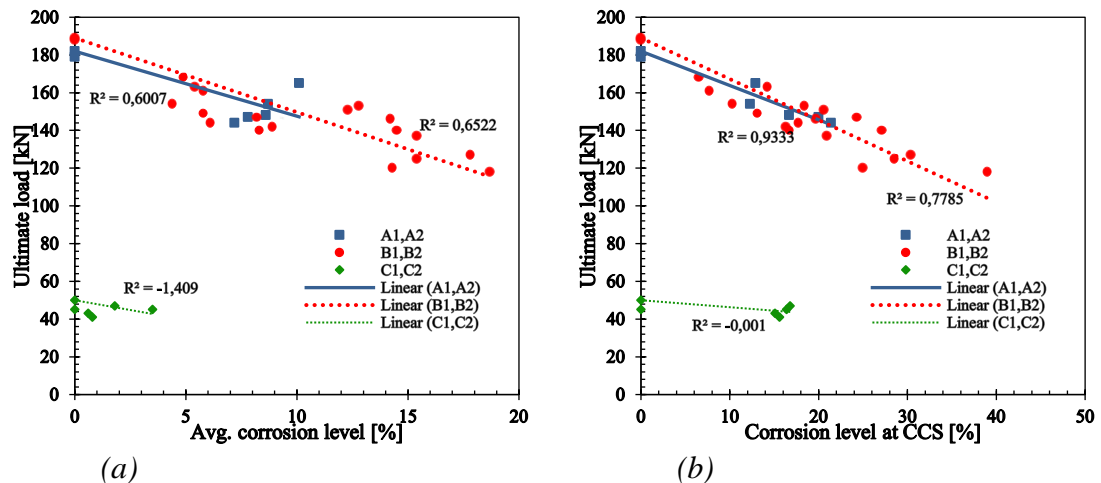 200
180
160
140
120
100
80
60
40
20
0
Ultimate load [kN]
R² = 0,6007
R² = 0,6522
R² = -1,409
A1,A2
B1,B2
C1,C2
Linear (A1,A2)
Linear (B1,B2)
Linear (C1,C2)
0 5 10 15 20
Avg. corrosion level [%]
(a)
200
180
160
140
120
100
80
60
40
20
0
Ultimate load [kN]
R² = 0,9333
R² = 0,7785
R² = -0,001
A1,A2
B1,B2
C1,C2
Linear (A1,A2)
Linear (B1,B2)
Linear (C1,C2)
0 10 20 30 40 50
Corrosion level at CCS [%]
(b)